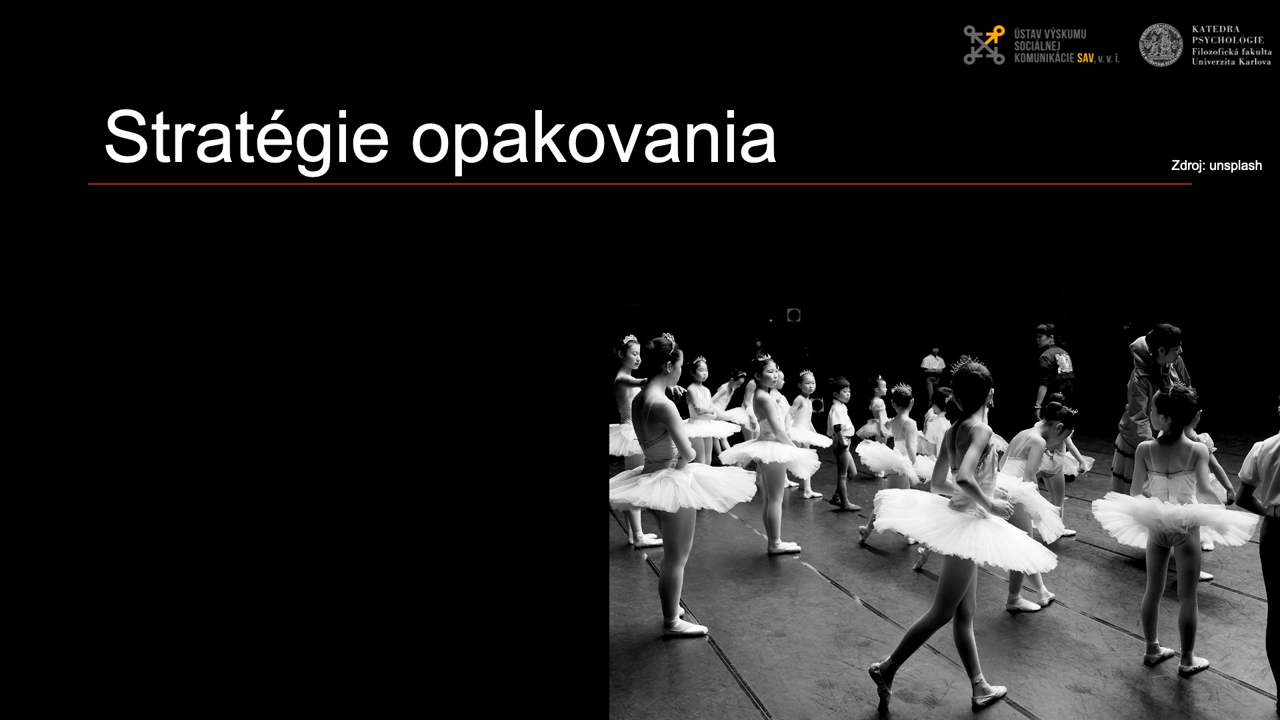 ÚSTAV VÝSKUMU
SOCIÁLNEJ
KOMUNIKÁCIE SAV, v. v. i.
KATEDRA
PSYCHOLOGIE
Filozofická fakulta
Univerzita Karlova
Stratégie opakovania
Zdroj: unsplash